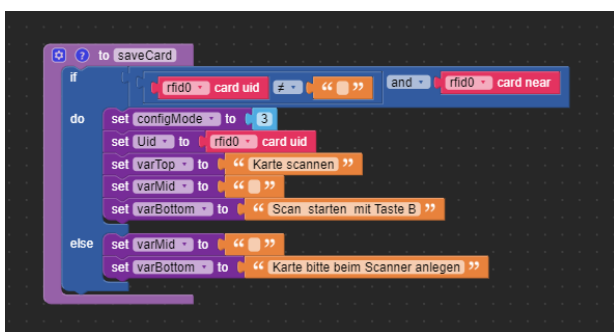 to saveCard
if rfid0 card uid ≠ “ ” and rfid0 card near
do set configMode to 3
set Uid to rfid0 card uid
set varTop to “ Karte scannen ”
set varMid to “ ”
set varBottom to “ Scan starten mit Taste B ”
else set varMid to “ ”
set varBottom to “ Karte bitte beim Scanner anlegen ”